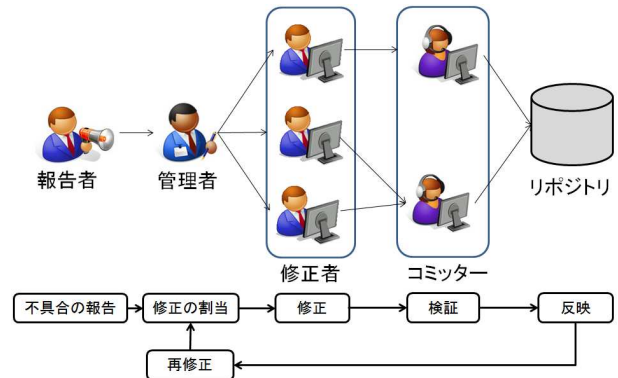 報告者
管理者
修正者
コミッター
リポジトリ
不具合の報告
修正の割当
修正
検証
反映
再修正